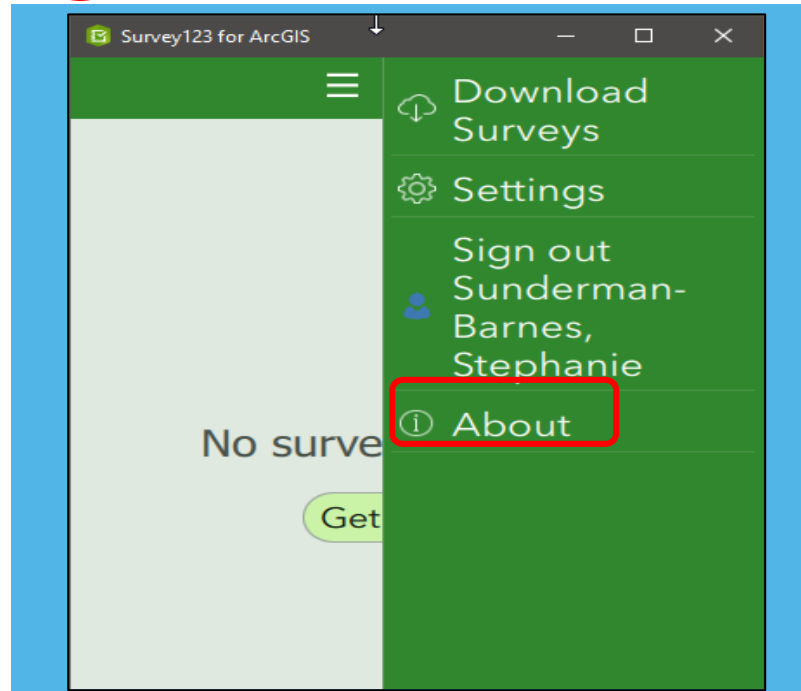 Survey123 for ArcGIS
Download
Surveys
Settings
Sign out
Sunderman-
Barnes,
Stephanie
About
No surve
Get